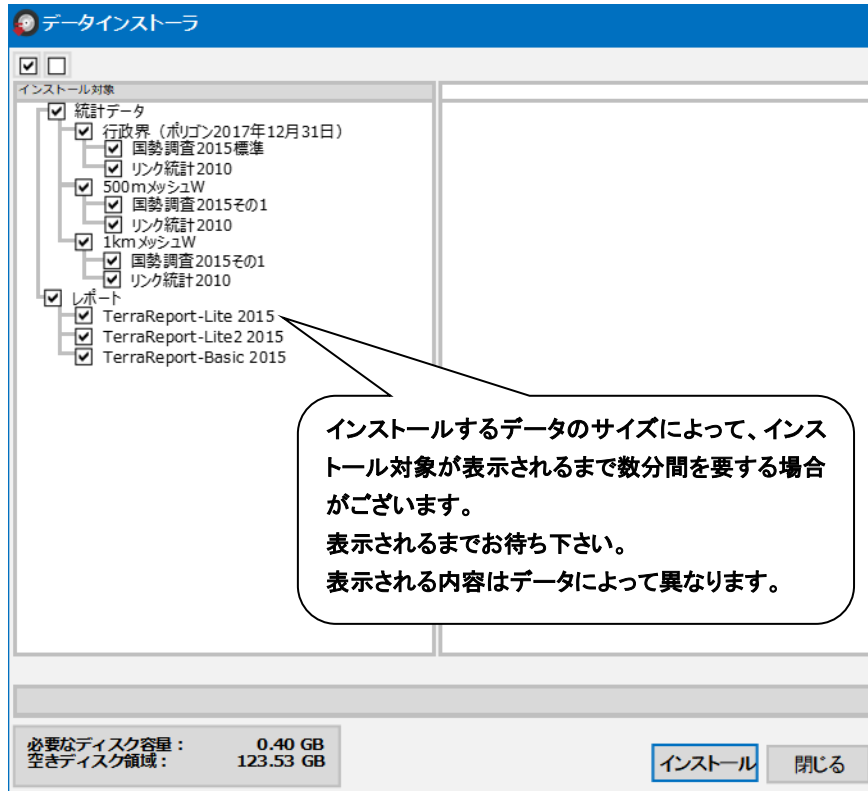 データインストーラ
インストール対象
統計データ
行政界（ポリゴン2017年12月31日）
国勢調査2015標準
リンク統計2010
500mメッシュW
国勢調査2015その1
リンク統計2010
1kmメッシュW
国勢調査2015その1
リンク統計2010
レポート
TerraReport-Lite 2015
TerraReport-Lite2 2015
TerraReport-Basic 2015
インストールするデータのサイズによって、インス
トール対象が表示されるまで数分間を要する場合
がございます。
表示されるまでお待ち下さい。
表示される内容はデータによって異なります。
必要なディスク容量： 0.40 GB
空きディスク領域： 123.53 GB
インストール 閉じる